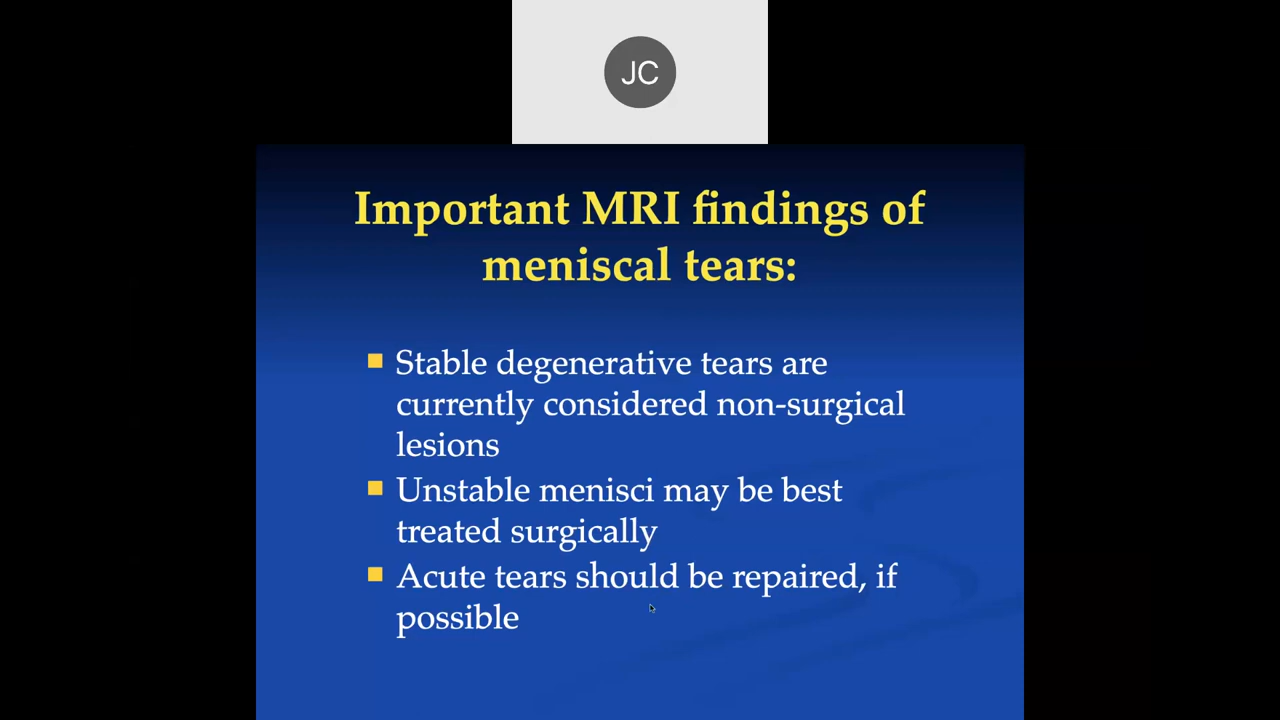 JC
Important MRI findings of
meniscal tears:
Stable degenerative tears are
currently considered non-surgical
lesions
Unstable menisci may be best
treated surgically
Acute tears should be repaired, if
possible